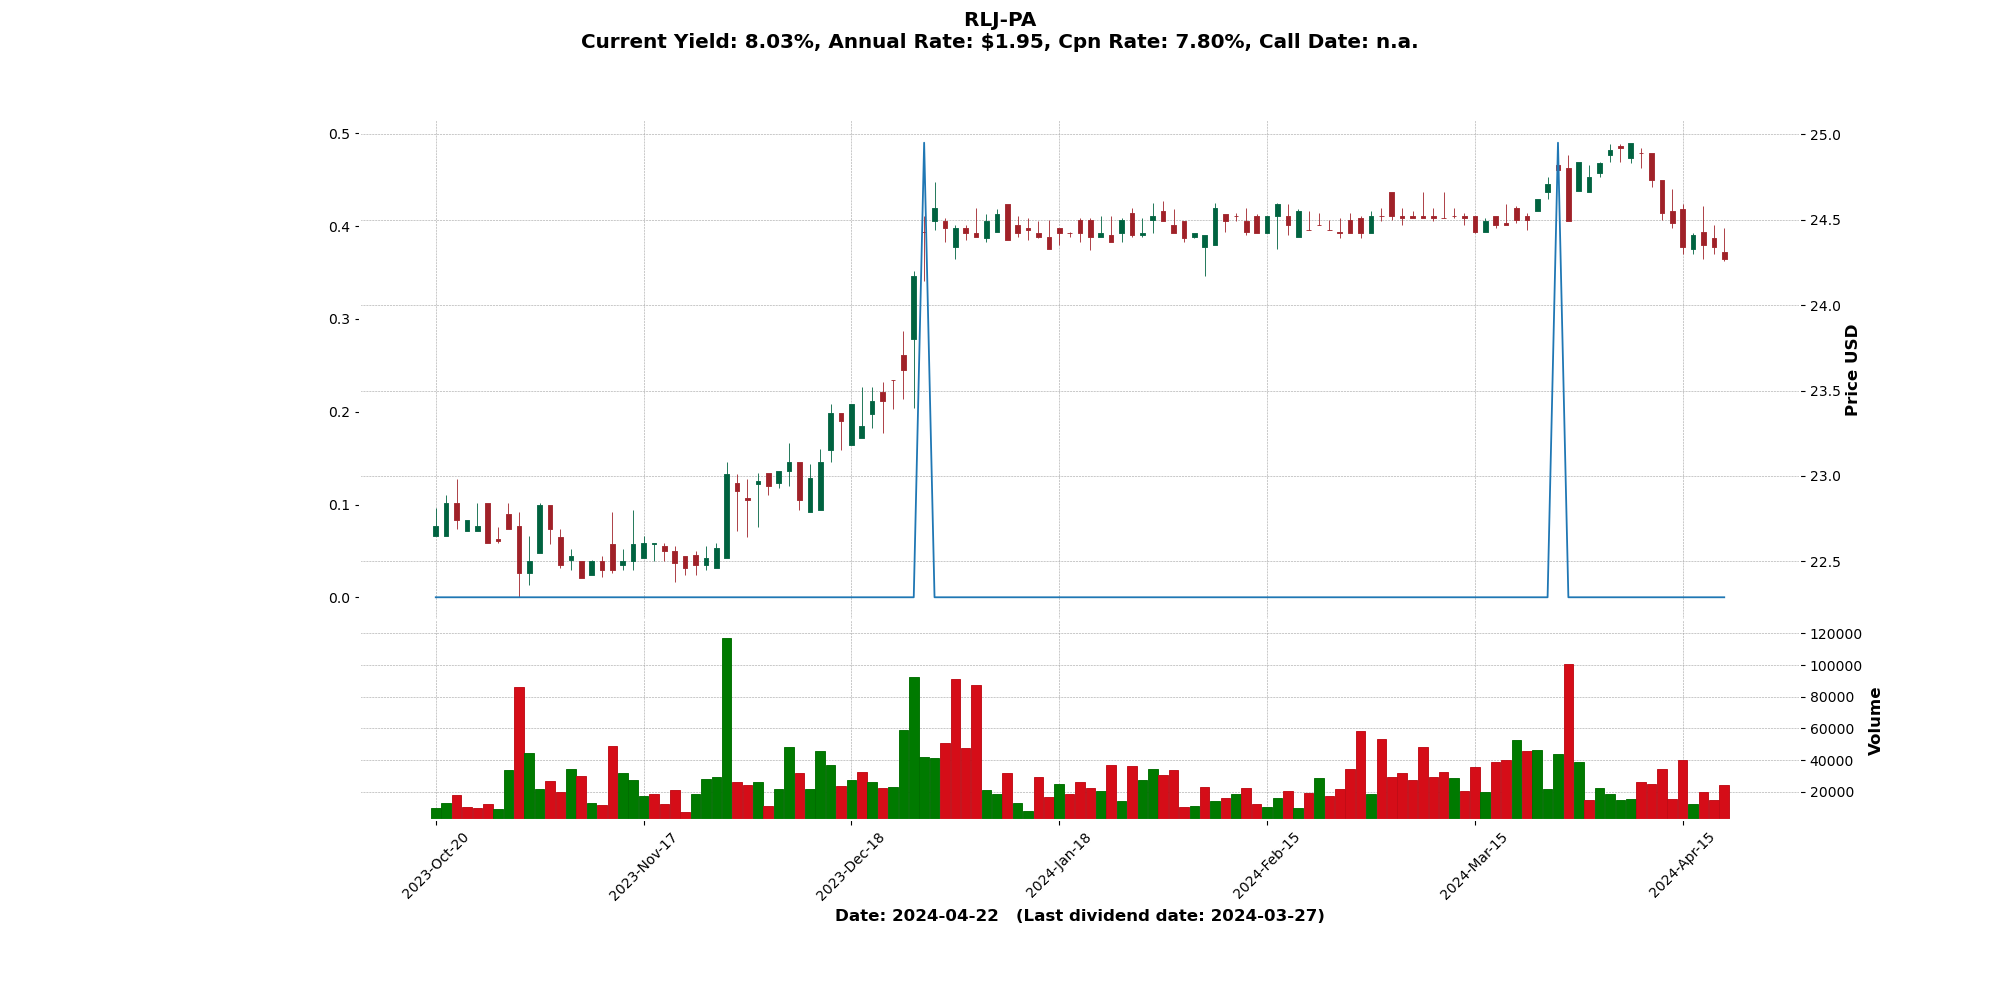 RLJ-PA
Current Yield: 8.03%, Annual Rate: $1.95, Cpn Rate: 7.80%, Call Date: n.a.
0.5
0.4
0.3
0.2
0.1
0.0
25.0
24.5
24.0
23.5
23.0
22.5
Price USD
120000
100000
80000
60000
40000
20000
Volume
2023-Oct-20
2023-Nov-17
2023-Dec-18
2024-Jan-18
2024-Feb-15
2024-Mar-15
2024-Apr-15
Date: 2024-04-22 (Last dividend date: 2024-03-27)